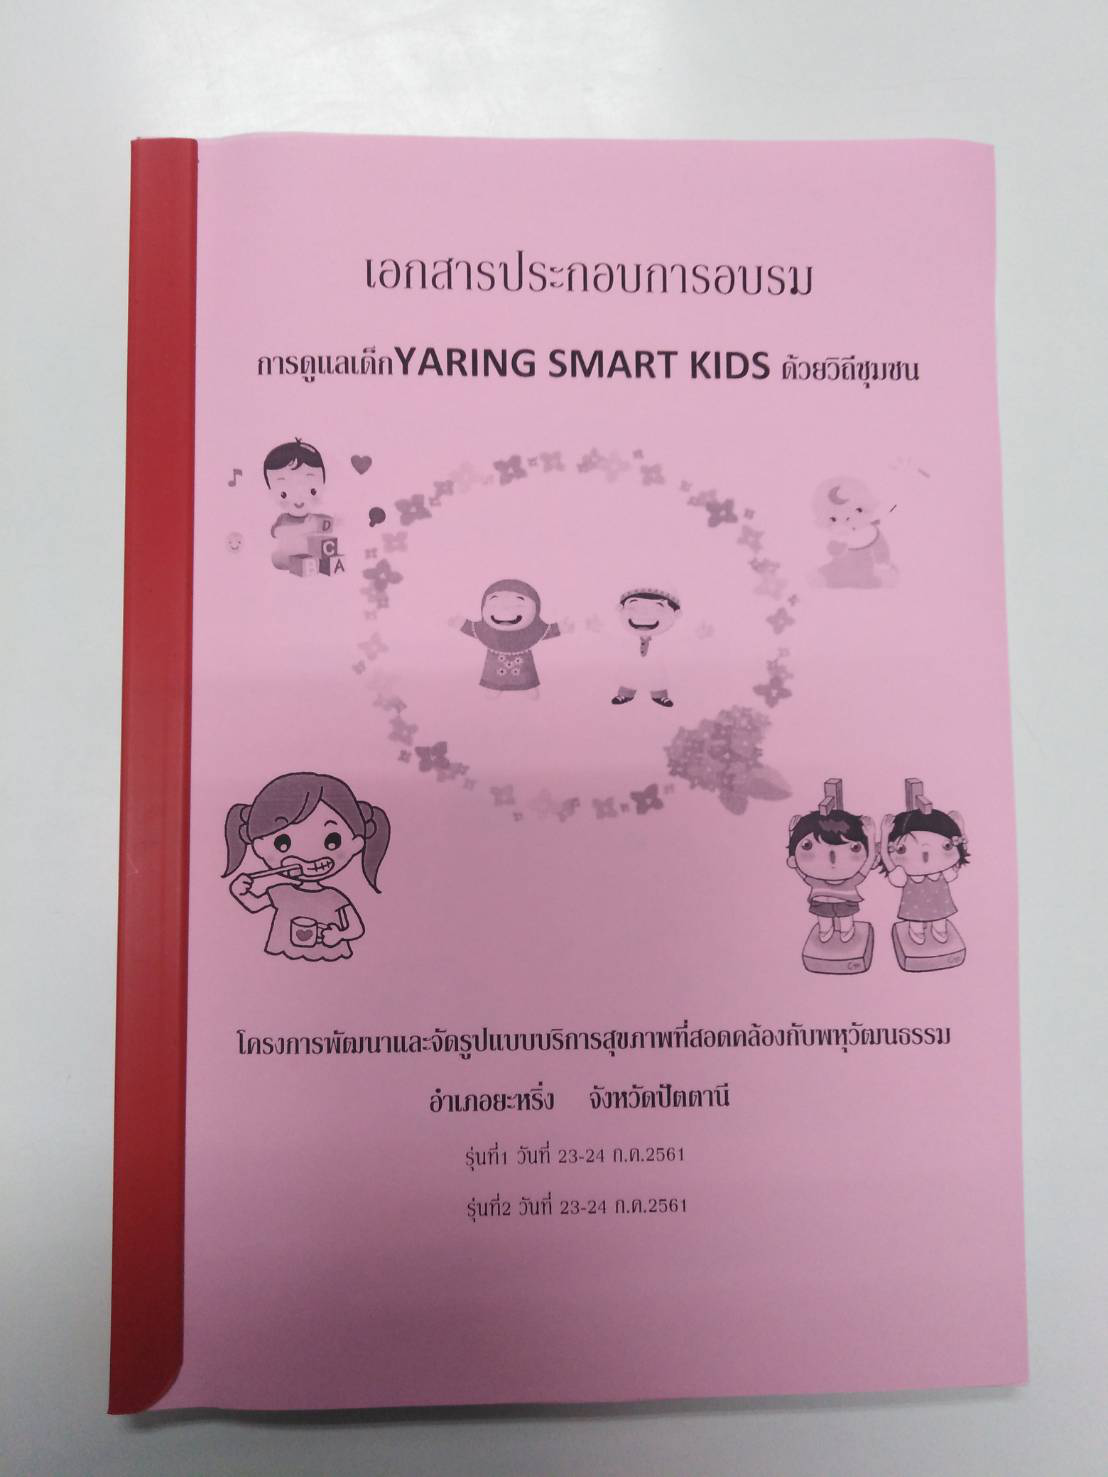 เอกสารประกอบการอบรม
การดูแลเด็กYARING SMART KIDS ด้วยวิถีชุมชน
D
C
B A
โครงการพัฒนาและจัดรูปแบบบริการสุขภาพที่สอดคล้องกับพหุวัฒนธรรม
อำเภอยะหริ่ง จังหวัดปัตตานี
รุ่นที่1 วันที่ 23-24 ก.ค.2561
รุ่นที่2 วันที่ 23-24 ก.ค.2561